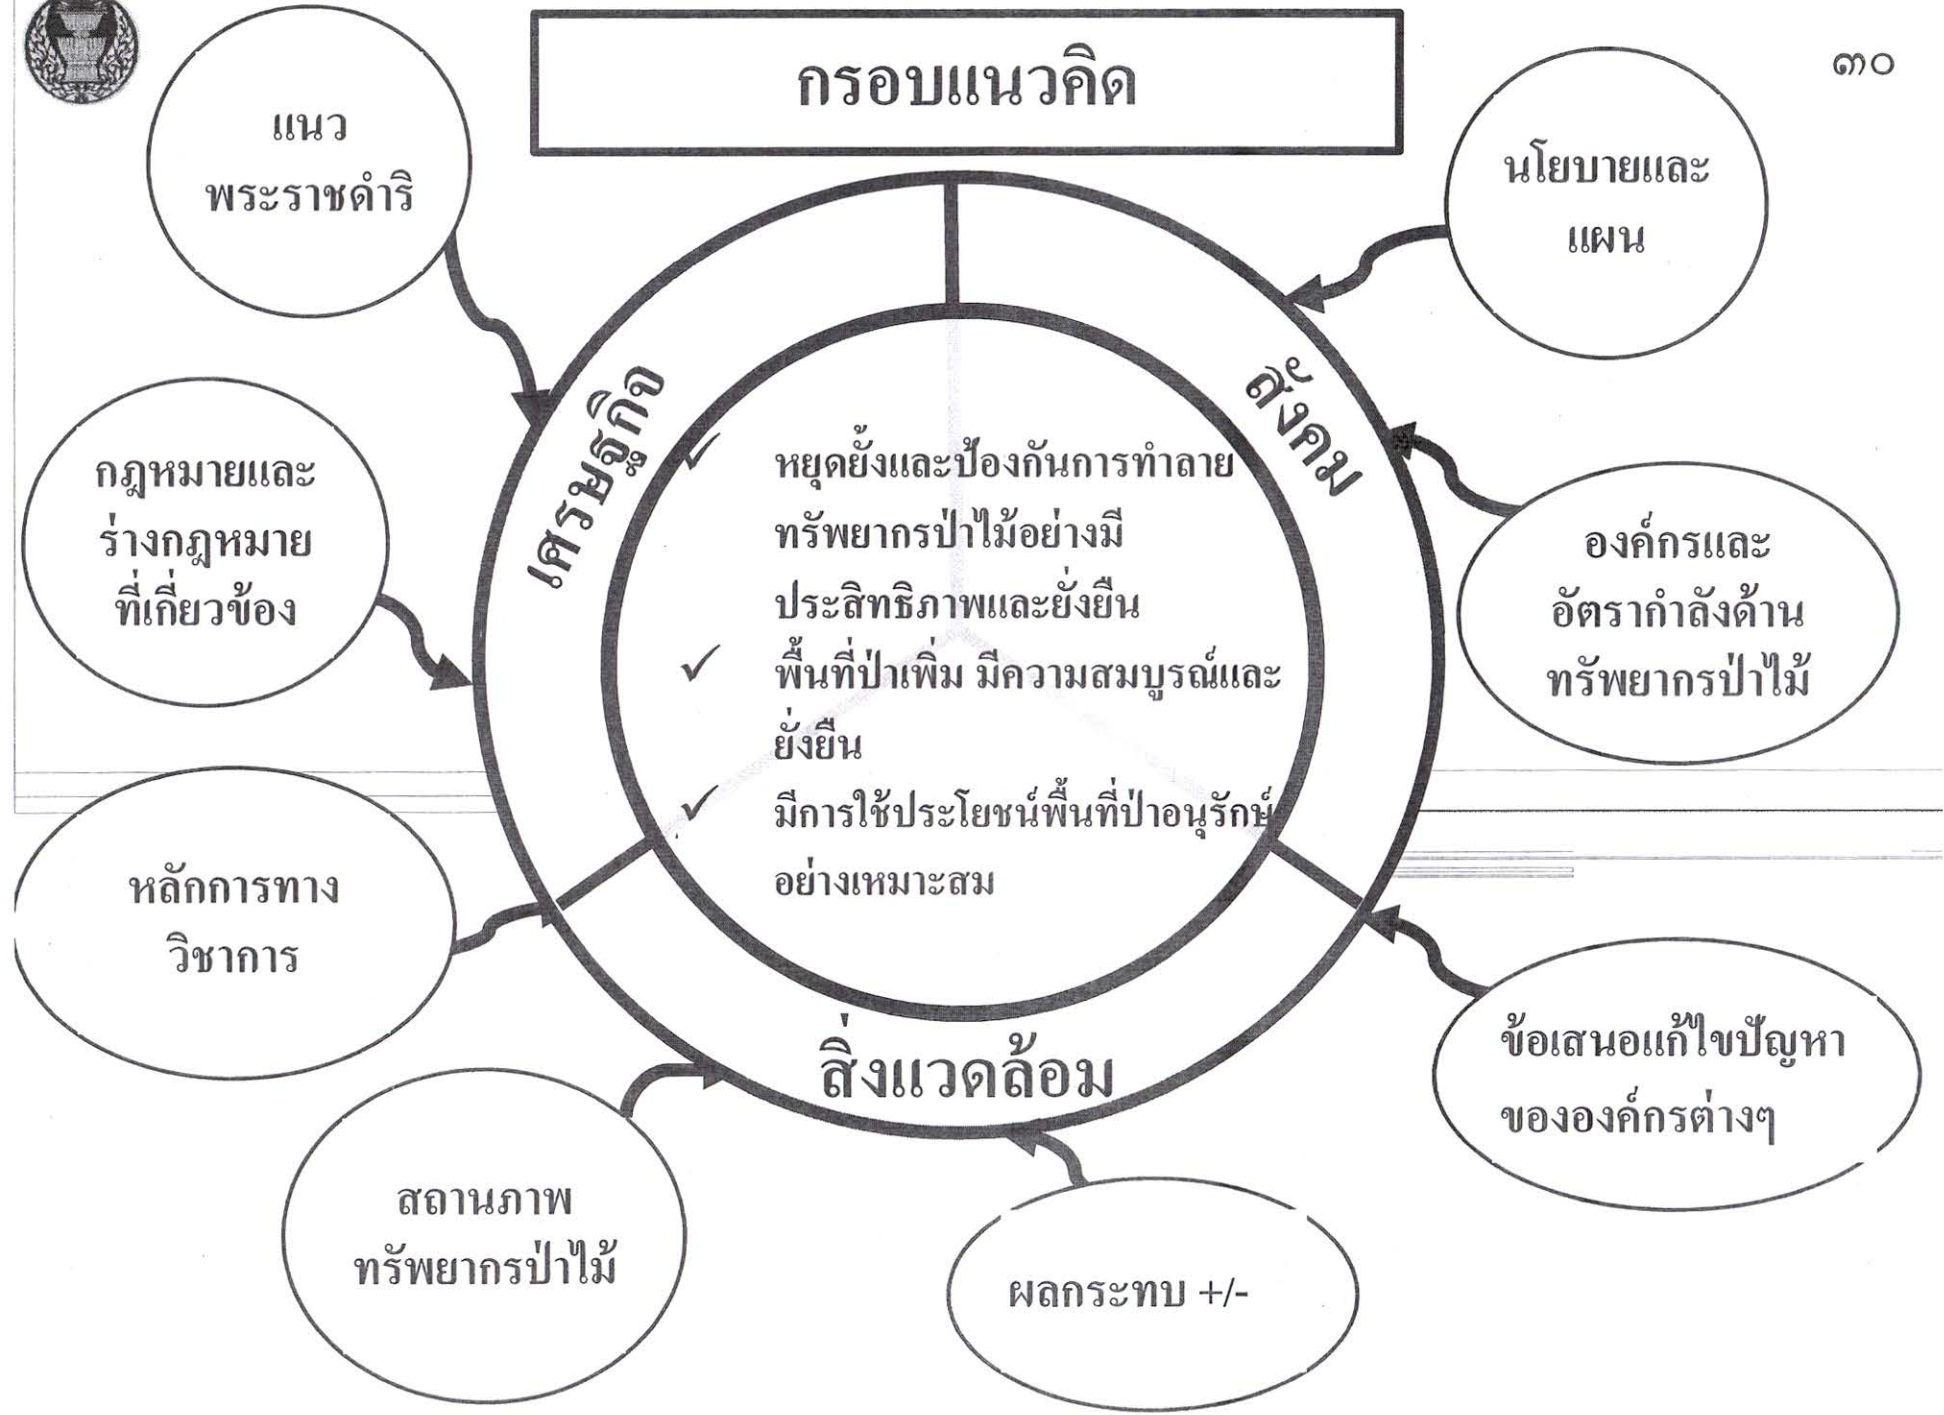 กรอบแนวคิด
๓๐
แนว
พระราชดำริ
นโยบายและ
แผน
กฎหมายและ
ร่างกฎหมาย
ที่เกี่ยวข้อง
เศรษฐกิจ
สังคม
✓ หยุดยั้งและป้องกันการทำลาย
ทรัพยากรป่าไม้อย่างมี
ประสิทธิภาพและยั่งยืน
✓ พื้นที่ป่าเพิ่ม มีความสมบูรณ์และ
ยั่งยืน
✓ มีการใช้ประโยชน์พื้นที่ป่าอนุรักษ์
อย่างเหมาะสม
องค์กรและ
อัตรากำลังด้าน
ทรัพยากรป่าไม้
หลักการทาง
วิชาการ
สิ่งแวดล้อม
ข้อเสนอแก้ไขปัญหา
ขององค์กรต่างๆ
สถานภาพ
ทรัพยากรป่าไม้
ผลกระทบ +/-